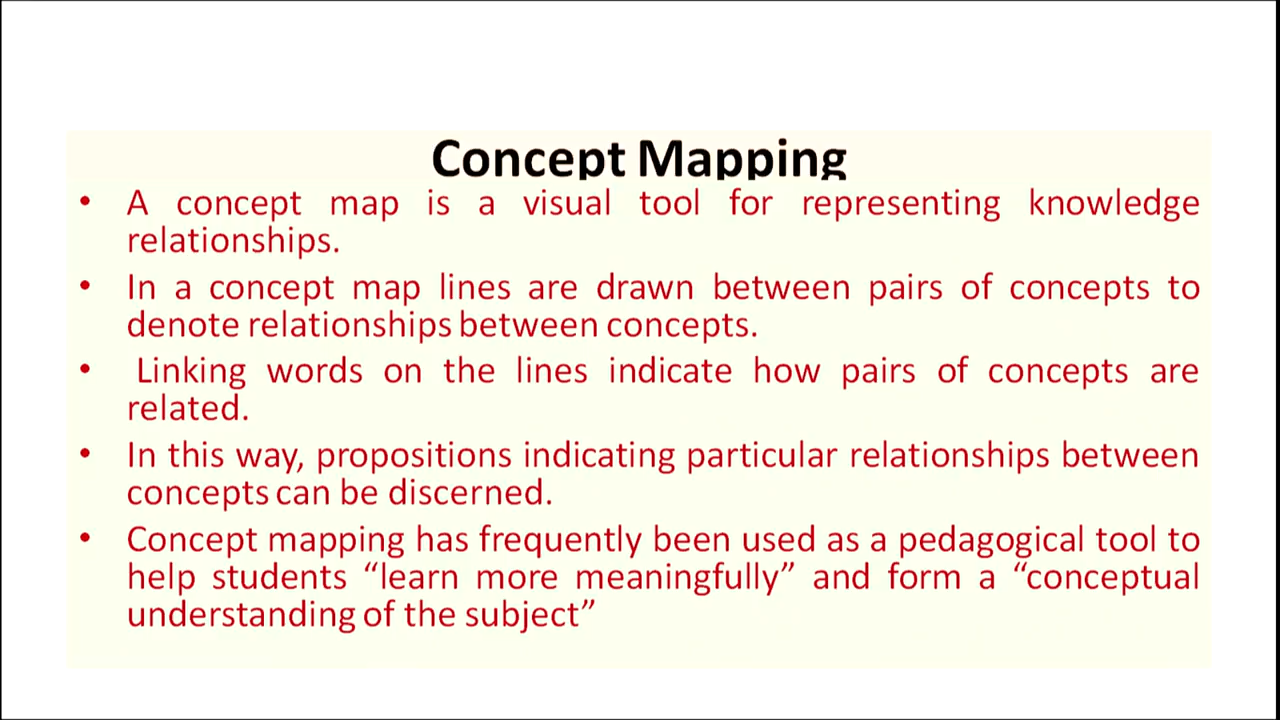 Concept Mapping
• A concept map is a visual tool for representing knowledge
relationships.
• In a concept map lines are drawn between pairs of concepts to
denote relationships between concepts.
• Linking words on the lines indicate how pairs of concepts are
related.
• In this way, propositions indicating particular relationships between
concepts can be discerned.
• Concept mapping has frequently been used as a pedagogical tool to
help students “learn more meaningfully” and form a “conceptual
understanding of the subject”